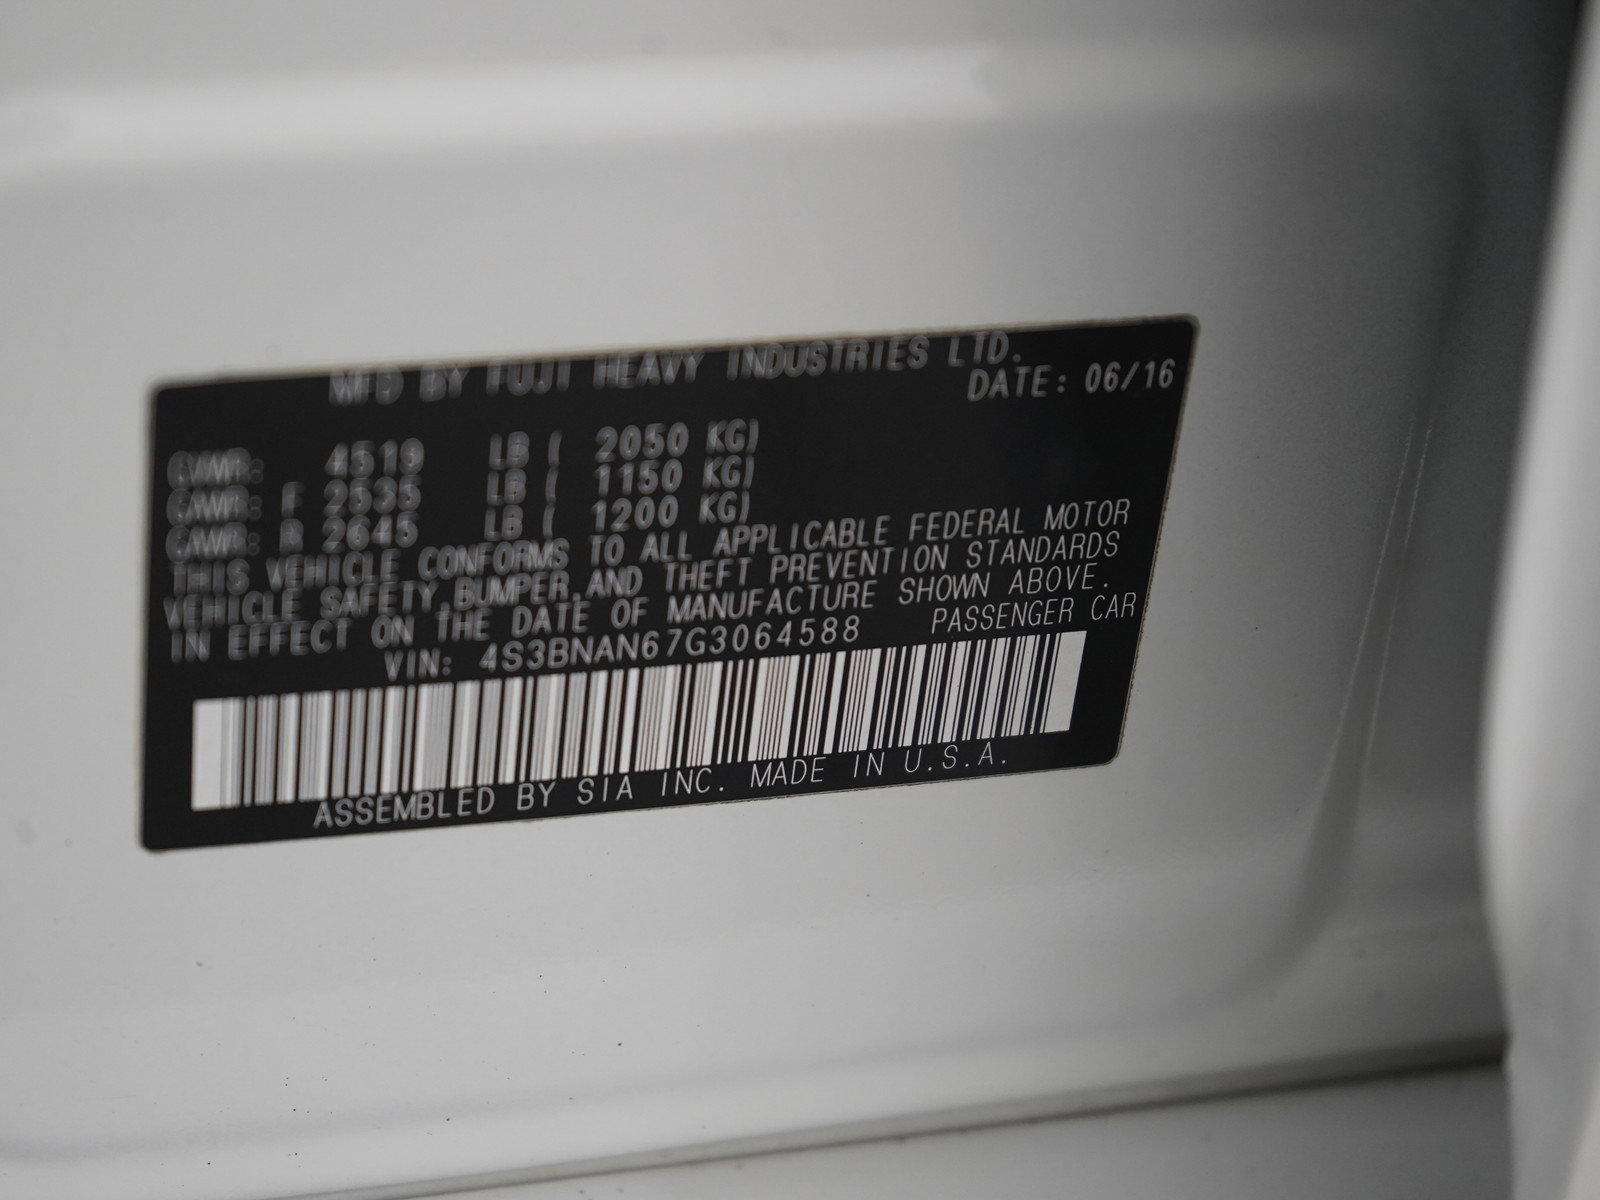 MFD BY FUJI HEAVY INDUSTRIES LTD.
DATE: 06/16
GVWR: 4519 LB ( 2050 KG)
GAWR: F 2535 LB ( 1150 KG)
GAWR: R 2645 LB ( 1200 KG)
THIS VEHICLE CONFORMS TO ALL APPLICABLE FEDERAL MOTOR
VEHICLE SAFETY,BUMPER,AND THEFT PREVENTION STANDARDS
IN EFFECT ON THE DATE OF MANUFACTURE SHOWN ABOVE.
VIN: 4S3BNAN67G3064588 PASSENGER CAR
ASSEMBLED BY SIA INC. MADE IN U.S.A.